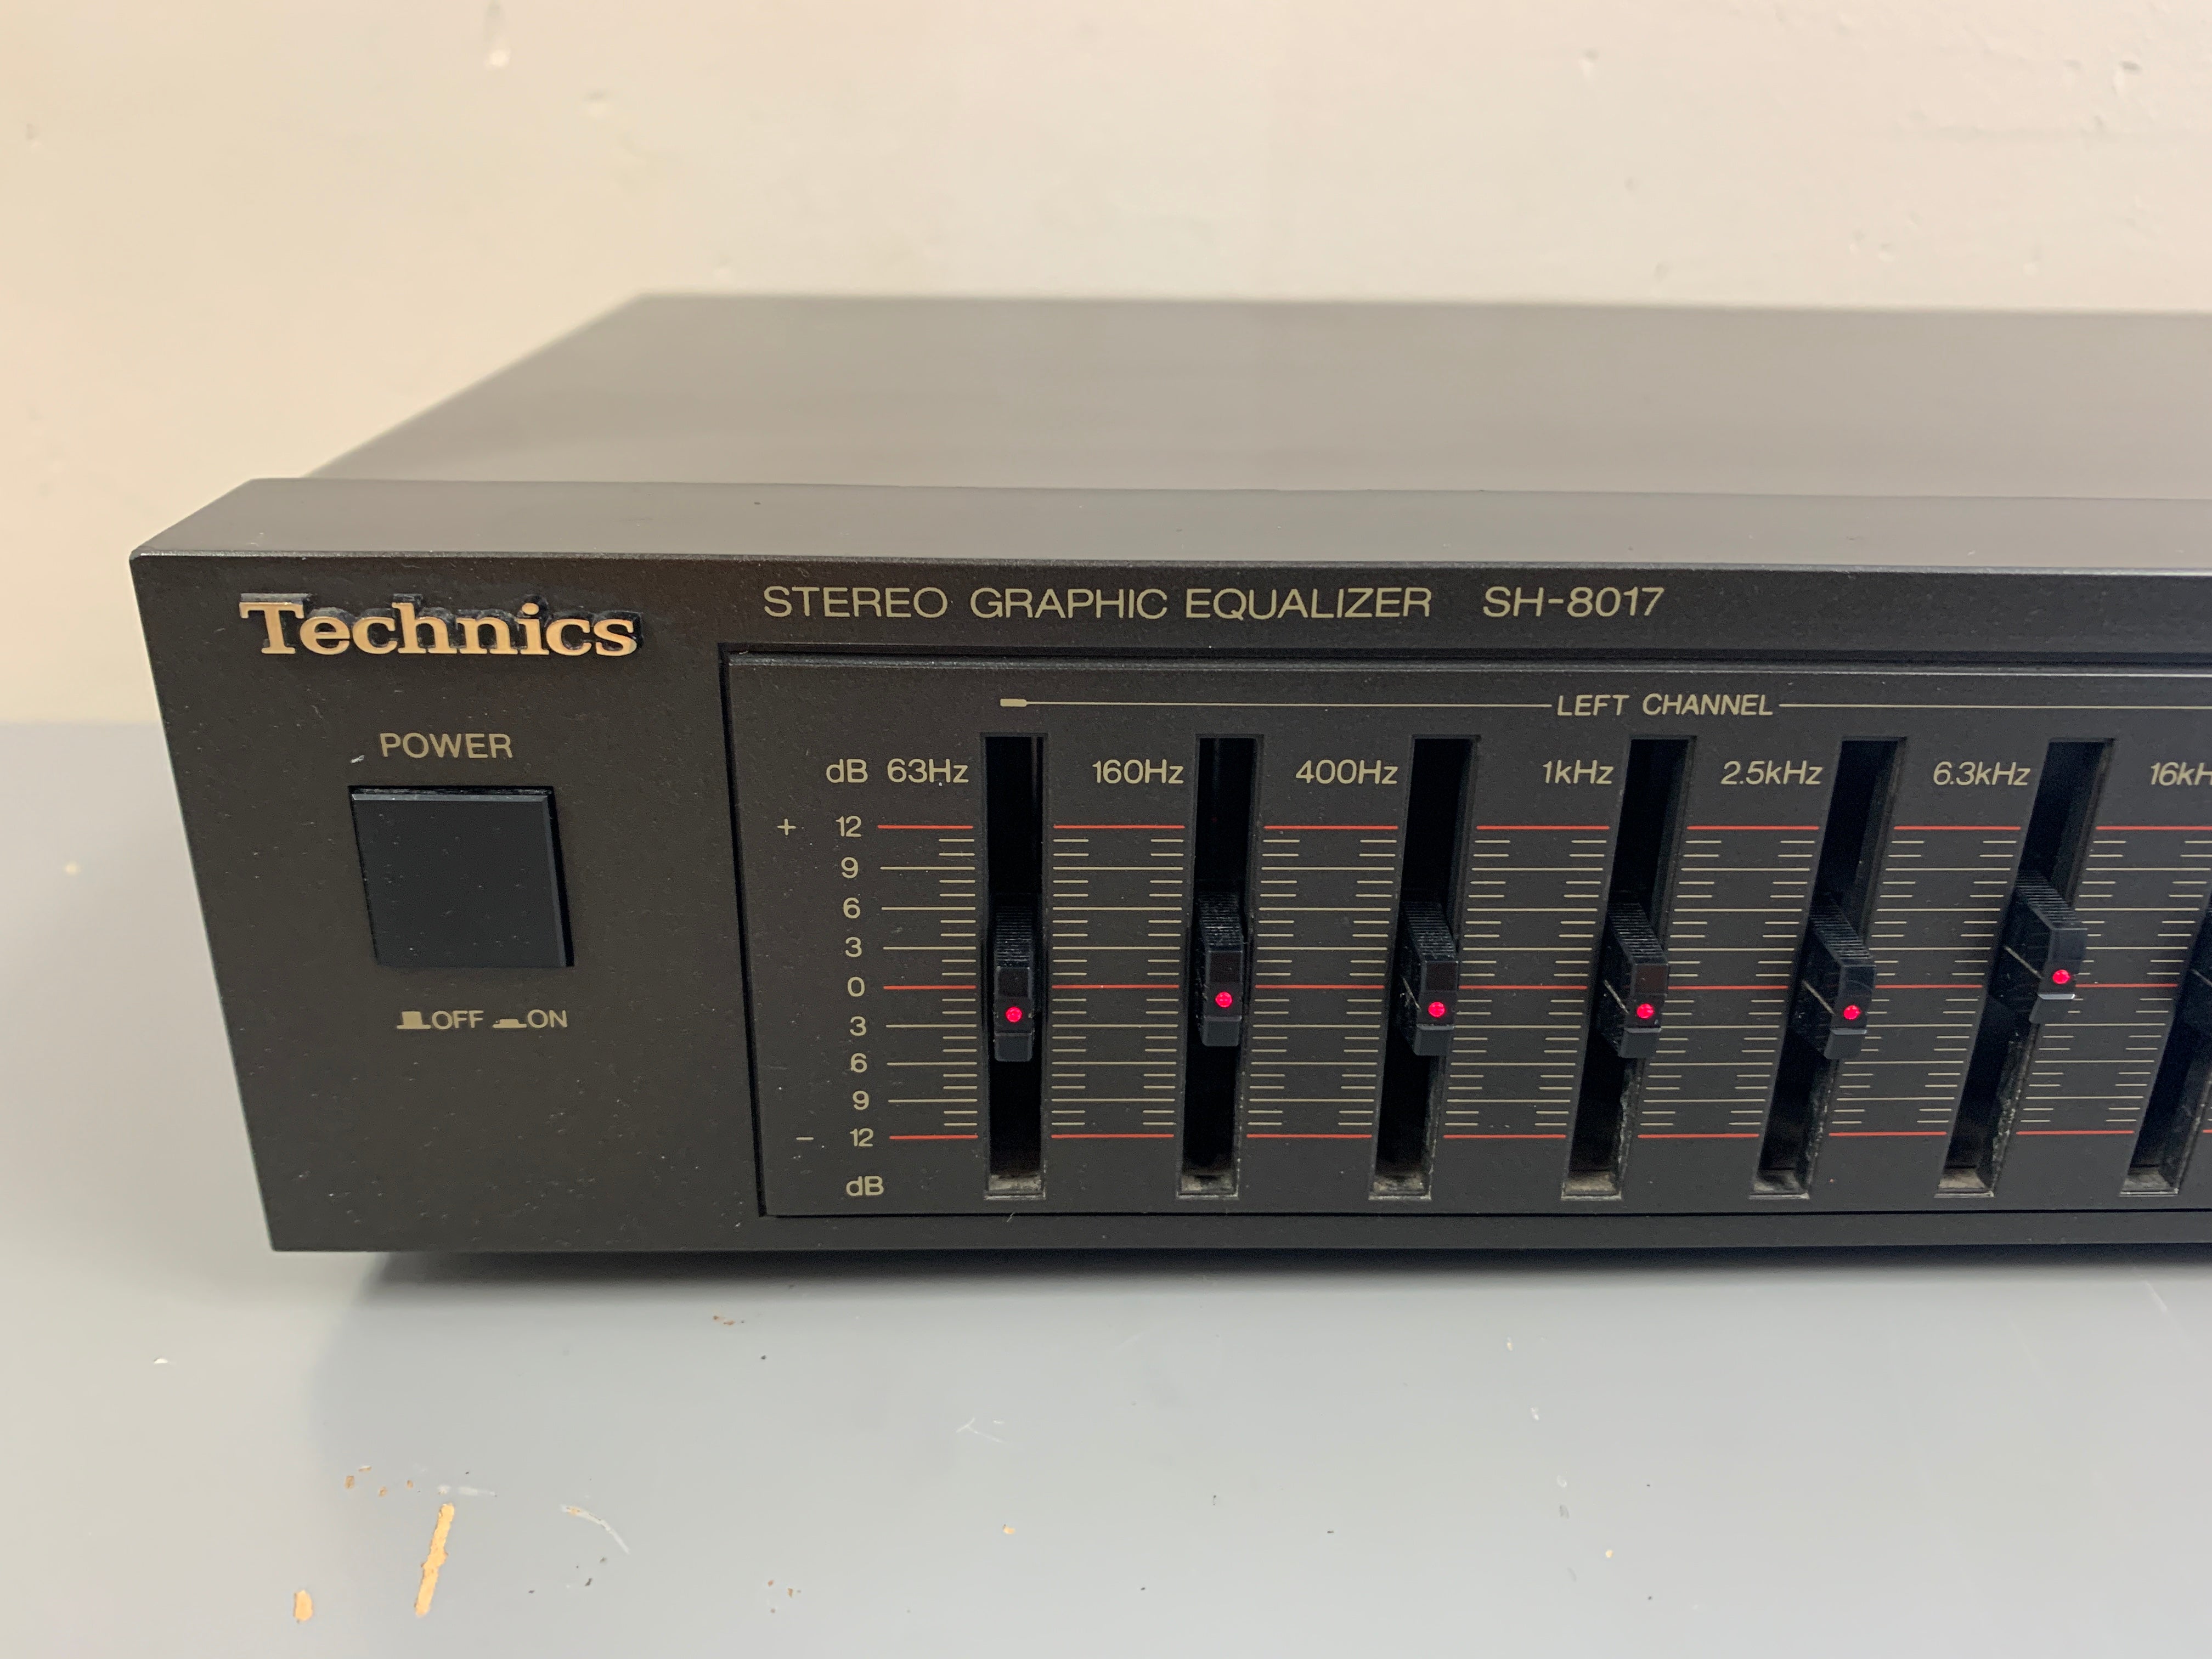 Technics
STEREO GRAPHIC EQUALIZER SH-8017
LEFT CHANNEL
POWER
OFF ON
dB 63Hz 160Hz 400Hz 1kHz 2.5kHz 6.3kHz
+ 12
9
6
3
0
3
6
9
- 12
dB